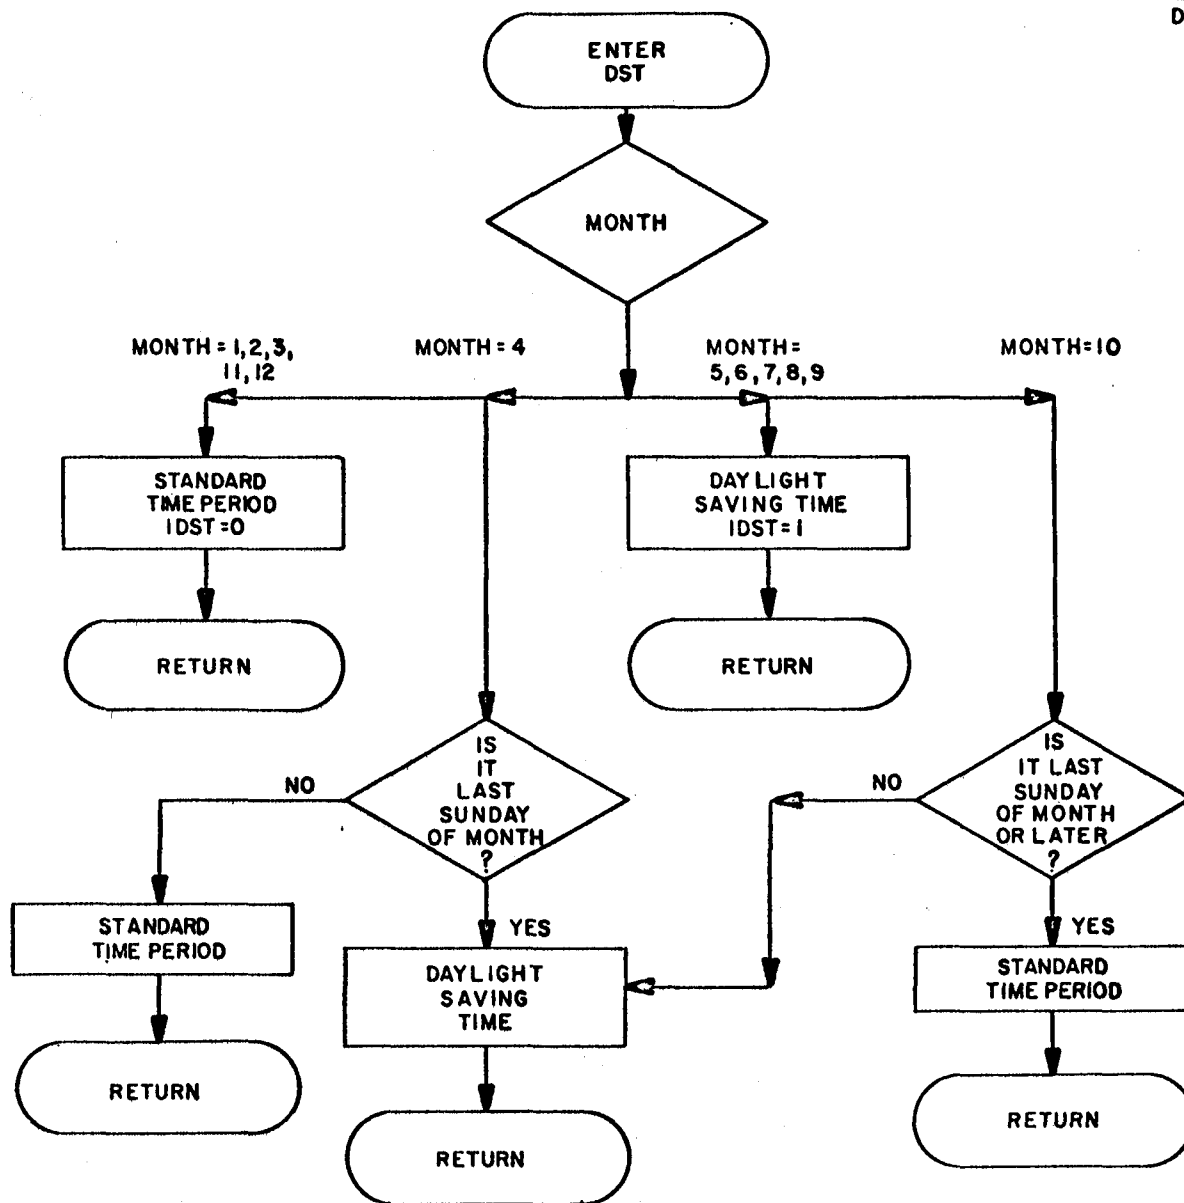 D
ENTER
DST
MONTH
MONTH = 1, 2, 3,
11, 12
MONTH = 4
MONTH =
5, 6, 7, 8, 9
MONTH=10
STANDARD
TIME PERIOD
IDST=0
DAYLIGHT
SAVING TIME
IDST=1
RETURN
RETURN
IS
IT
LAST
SUNDAY
OF MONTH
?
NO
YES
IS
IT LAST
SUNDAY
OF MONTH
OR LATER
?
NO
YES
STANDARD
TIME PERIOD
DAYLIGHT
SAVING
TIME
STANDARD
TIME PERIOD
RETURN
RETURN
RETURN